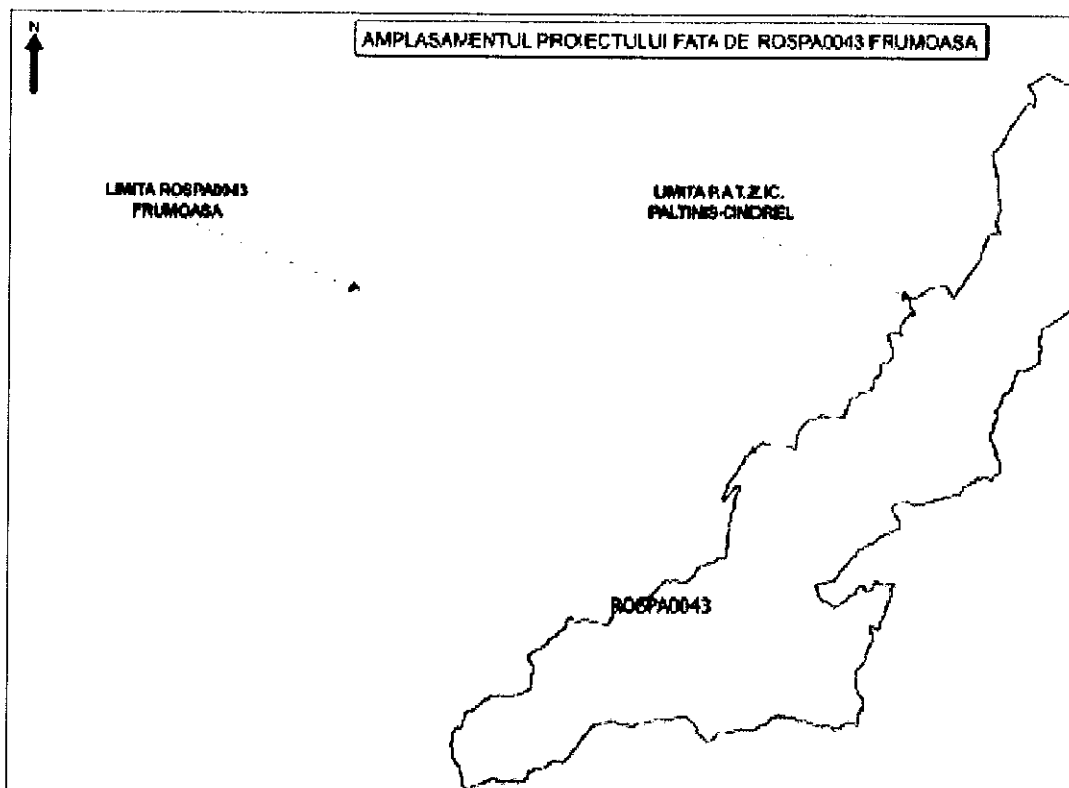 N
AMPLASAMENTUL PROIECTULUI FATA DE ROSPA0043 FRUMOASA
LIMITA ROSPA0043
FRUMOASA
LIMITA P.A.T.Z.I.C.
PALTINIS-CINDREL
ROSPA0043